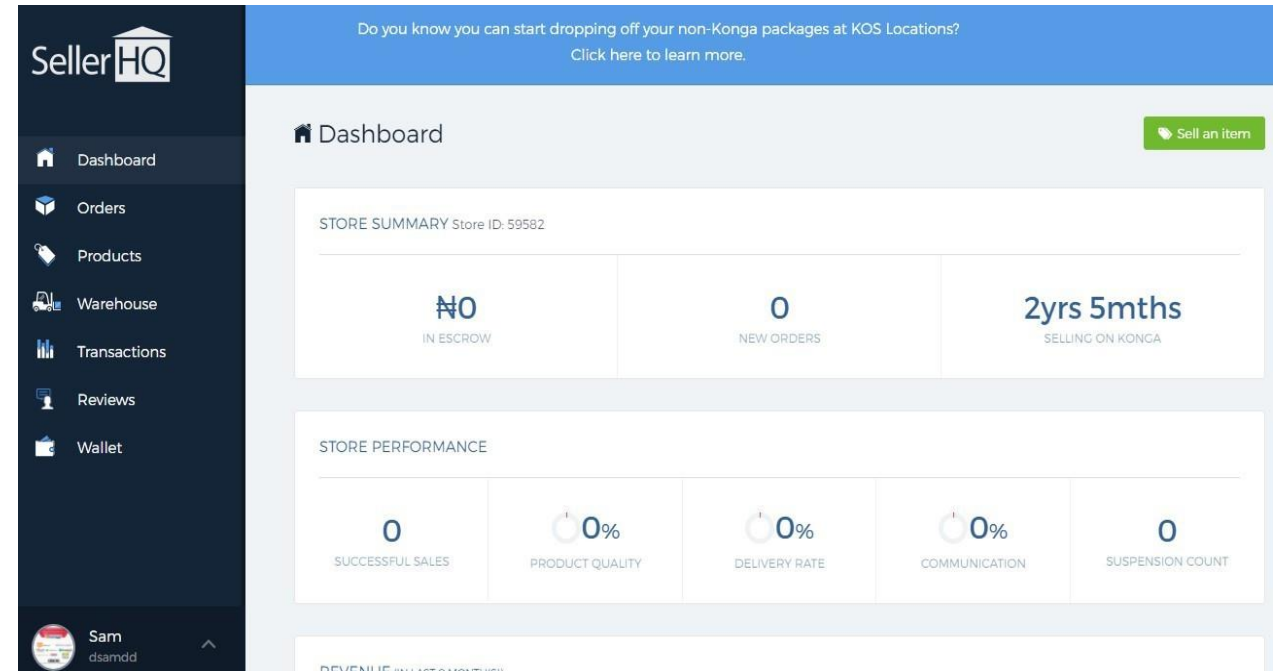 SellerHQ
Do you know you can start dropping off your non-Konga packages at KOS Locations?
Click here to learn more.
Dashboard
Orders
Products
Warehouse
Transactions
Reviews
Wallet
Sam
dsamdd
Dashboard
Sell an item
STORE SUMMARY Store ID: 59582
₦0
IN ESCROW
0
NEW ORDERS
2yrs 5mths
SELLING ON KONGA
STORE PERFORMANCE
0
SUCCESSFUL SALES
0%
PRODUCT QUALITY
0%
DELIVERY RATE
0%
COMMUNICATION
0
SUSPENSION COUNT
REVENUE